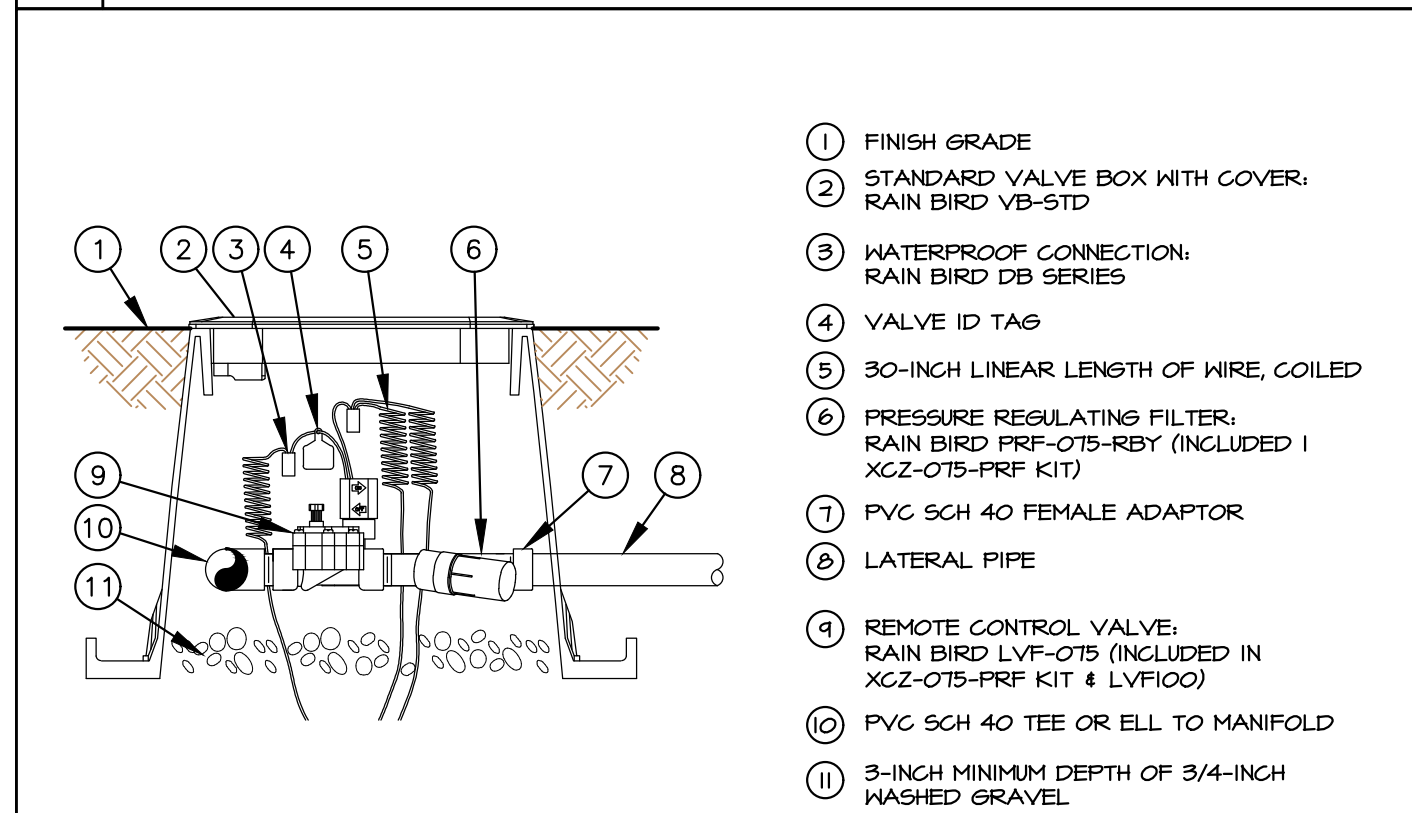 1 2 3 4 5 6
7 8
9
10
11
1 FINISH GRADE
2 STANDARD VALVE BOX WITH COVER:
RAIN BIRD VB-STD
3 WATERPROOF CONNECTION:
RAIN BIRD DB SERIES
4 VALVE ID TAG
5 30-INCH LINEAR LENGTH OF WIRE, COILED
6 PRESSURE REGULATING FILTER:
RAIN BIRD PRF-075-RBY (INCLUDED I
XCZ-075-PRF KIT)
7 PVC SCH 40 FEMALE ADAPTOR
8 LATERAL PIPE
9 REMOTE CONTROL VALVE:
RAIN BIRD LVF-075 (INCLUDED IN
XCZ-075-PRF KIT & LVF100)
10 PVC SCH 40 TEE OR ELL TO MANIFOLD
11 3-INCH MINIMUM DEPTH OF 3/4-INCH
WASHED GRAVEL